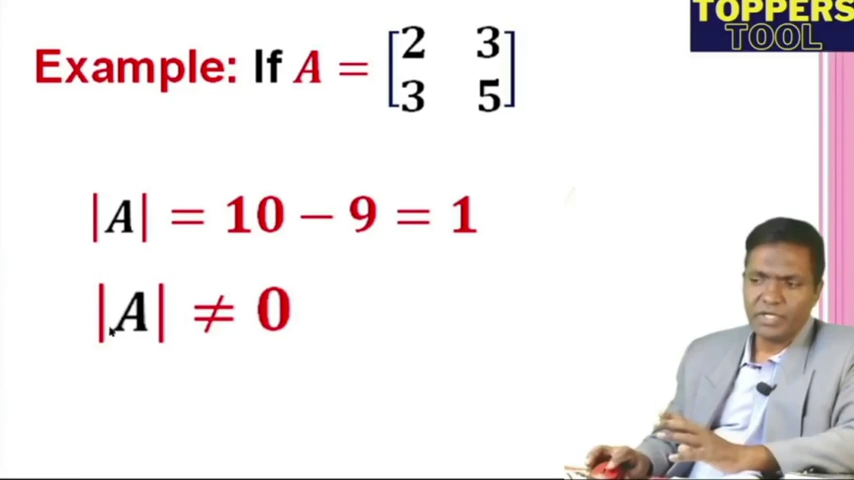 TOPPERS
TOOL
Example: If A = [2 3
3 5]
|A| = 10 − 9 = 1
|A| ≠ 0